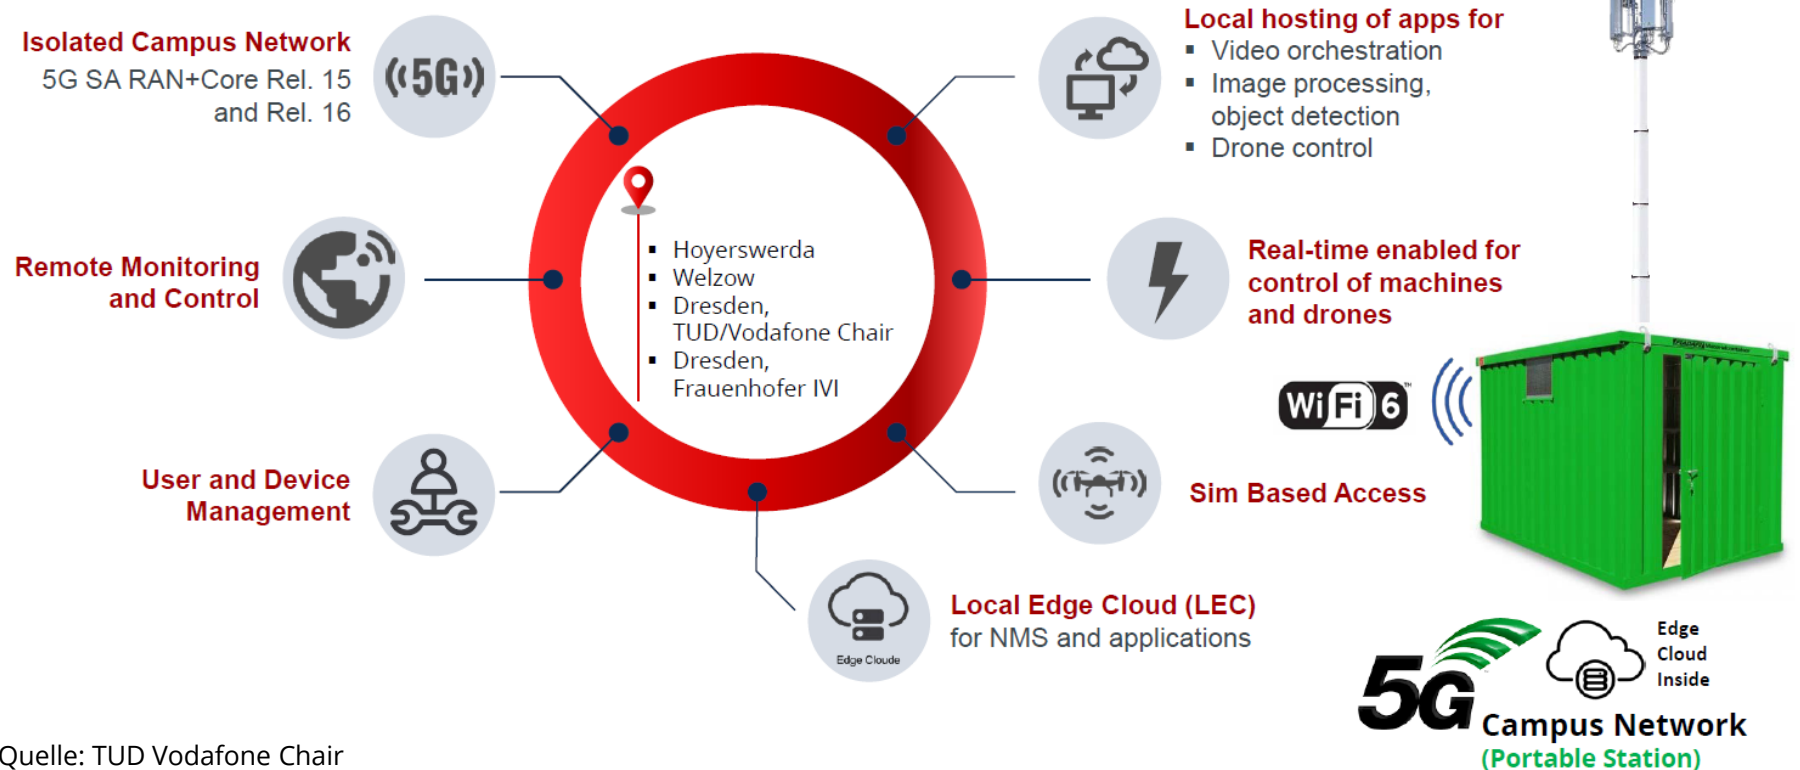 Isolated Campus Network
5G SA RAN+Core Rel. 15
and Rel. 16
5G
Remote Monitoring
and Control
User and Device
Management
▪ Hoyerswerda
▪ Welzow
▪ Dresden,
TUD/Vodafone Chair
▪ Dresden,
Frauenhofer IVI
Local hosting of apps for
▪ Video orchestration
▪ Image processing,
object detection
▪ Drone control
Real-time enabled for
control of machines
and drones
WiFi 6™
Sim Based Access
Edge Cloude
Local Edge Cloud (LEC)
for NMS and applications
5G
Edge
Cloud
Inside
Campus Network
(Portable Station)
Quelle: TUD Vodafone Chair